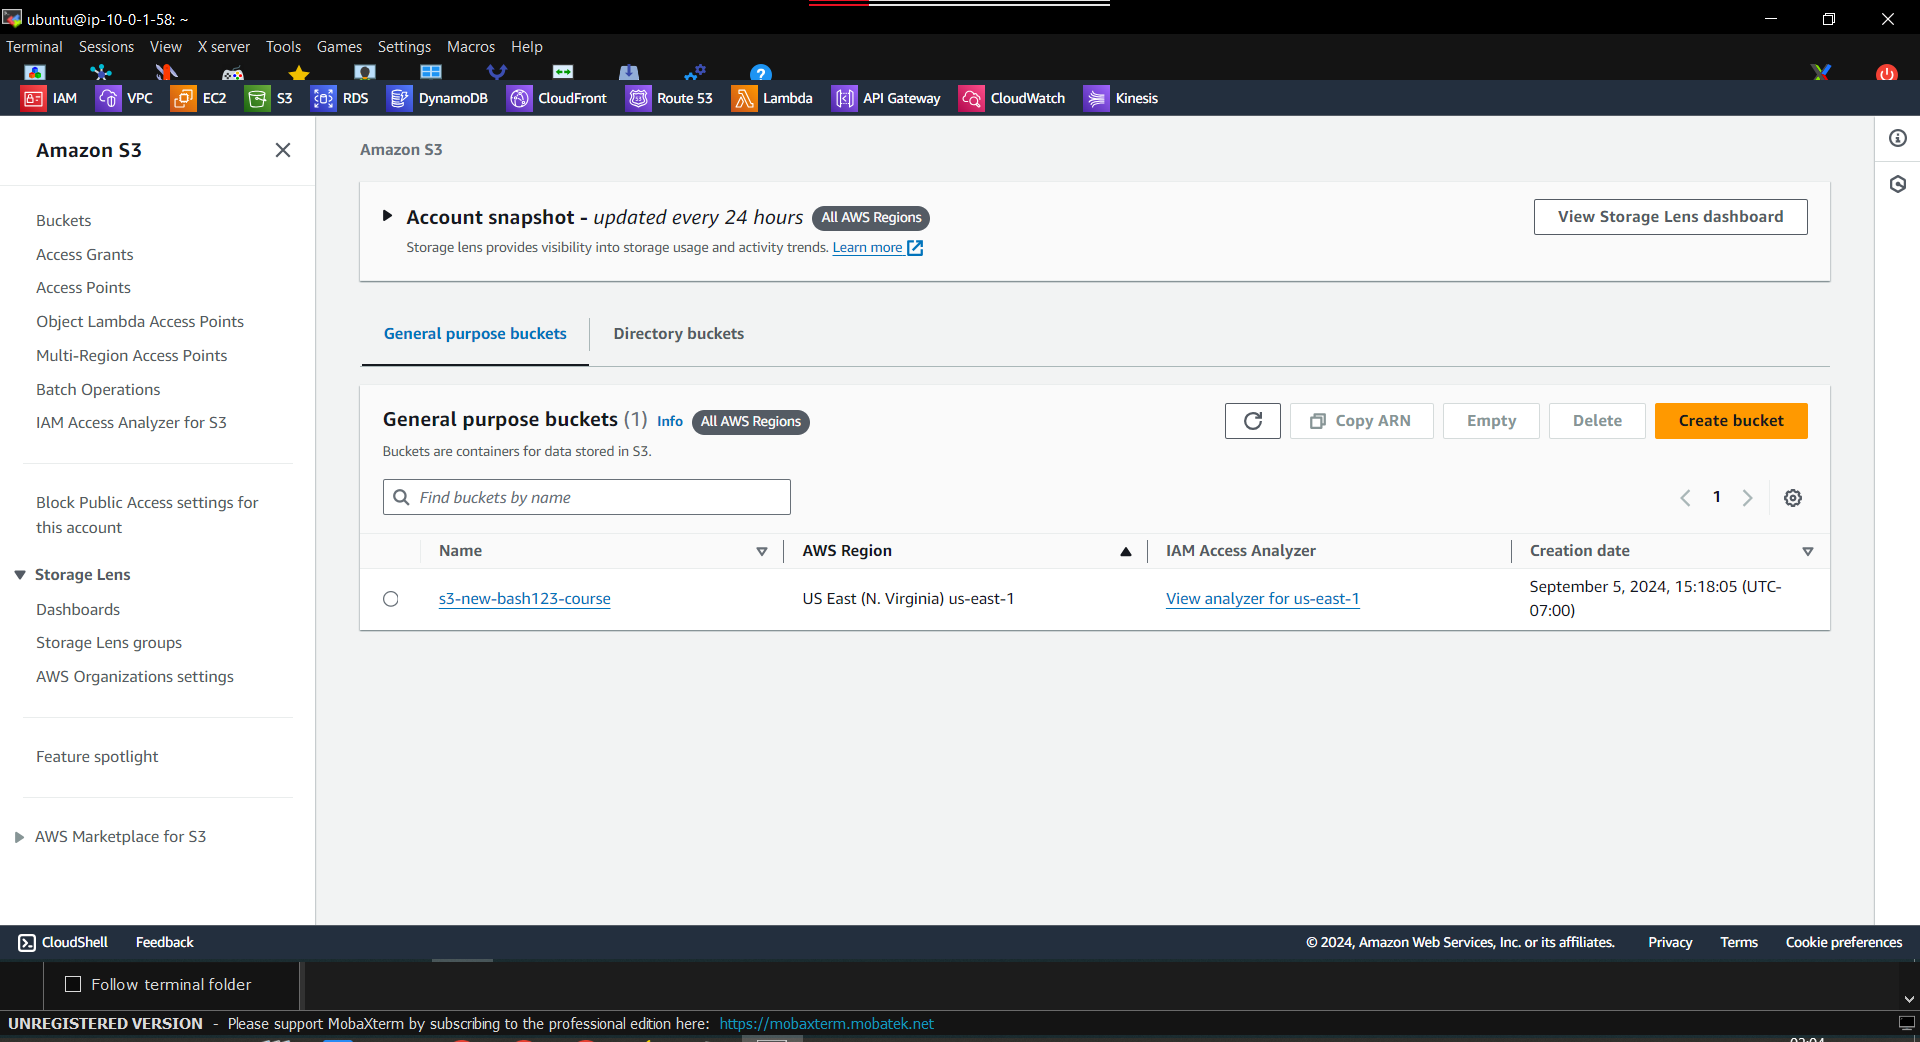 ubuntu@ip-10-0-1-58: ~
Terminal Sessions View X server Tools Games Settings Macros Help
IAM VPC EC2 S3 RDS DynamoDB CloudFront Route 53 Lambda API Gateway CloudWatch Kinesis
Amazon S3
Buckets
Access Grants
Access Points
Object Lambda Access Points
Multi-Region Access Points
Batch Operations
IAM Access Analyzer for S3
Block Public Access settings for
this account
Storage Lens
Dashboards
Storage Lens groups
AWS Organizations settings
Feature spotlight
AWS Marketplace for S3
Amazon S3
Account snapshot - updated every 24 hours All AWS Regions
Storage lens provides visibility into storage usage and activity trends. Learn more
View Storage Lens dashboard
General purpose buckets Directory buckets
General purpose buckets (1) Info All AWS Regions
Buckets are containers for data stored in S3.
Copy ARN Empty Delete Create bucket
Find buckets by name
1
Name AWS Region IAM Access Analyzer Creation date
s3-new-bash123-course US East (N. Virginia) us-east-1 View analyzer for us-east-1 September 5, 2024, 15:18:05 (UTC-
07:00)
CloudShell Feedback © 2024, Amazon Web Services, Inc. or its affiliates. Privacy Terms Cookie preferences
Follow terminal folder
UNREGISTERED VERSION - Please support MobaXterm by subscribing to the professional edition here: https://mobaxterm.mobatek.net